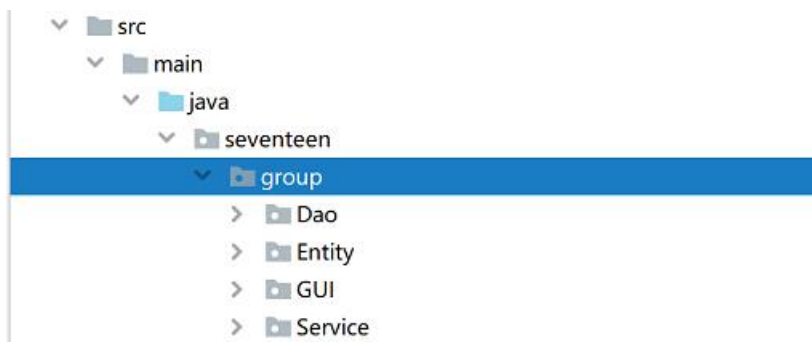 src
main
java
seventeen
group
Dao
Entity
GUI
Service